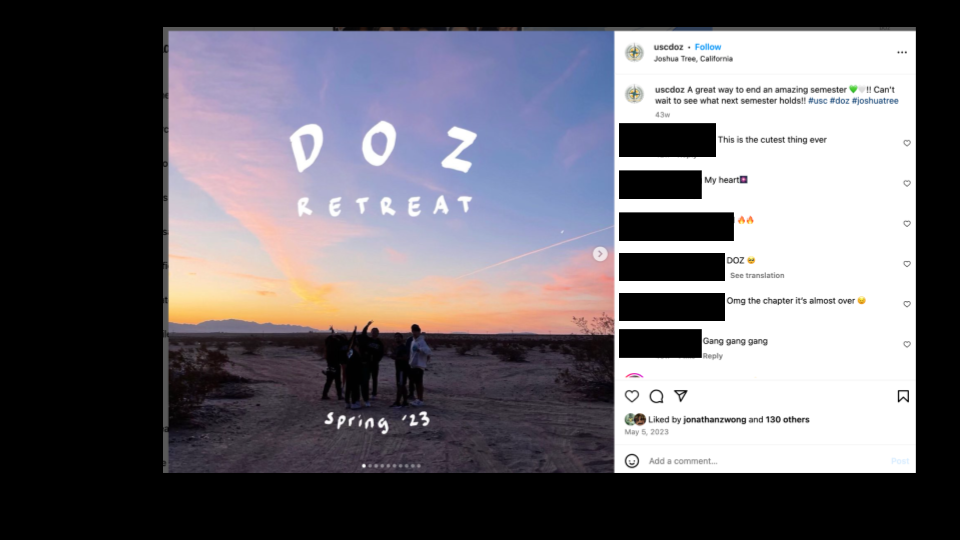 DOZ
RETREAT
spring '23
uscdoz • Follow
Joshua Tree, California
uscdoz A great way to end an amazing semester 💚🤍!! Can't
wait to see what next semester holds!! #usc #doz #joshuatree
43w
This is the cutest thing ever
My heart🌌
🔥🔥
DOZ 🥹
See translation
Omg the chapter it's almost over 😢
Gang gang gang
Reply
Liked by jonathanzwong and 130 others
May 5, 2023
Add a comment...
Post